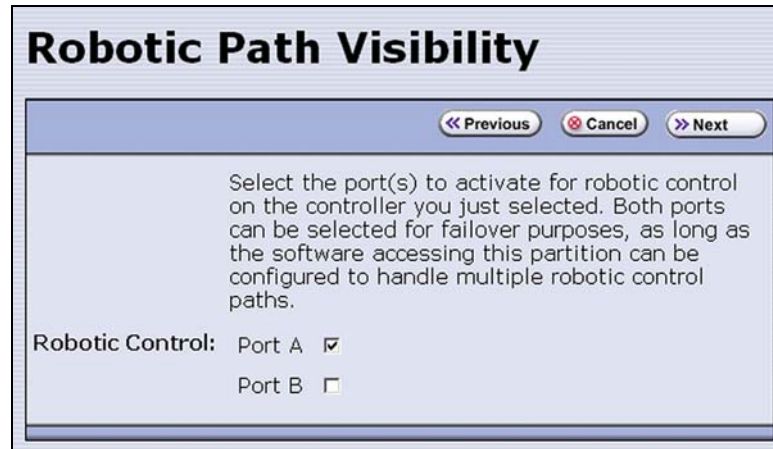 Robotic Path Visibility
Previous Cancel Next
Select the port(s) to activate for robotic control
on the controller you just selected. Both ports
can be selected for failover purposes, as long as
the software accessing this partition can be
configured to handle multiple robotic control
paths.
Robotic Control: Port A
Port B